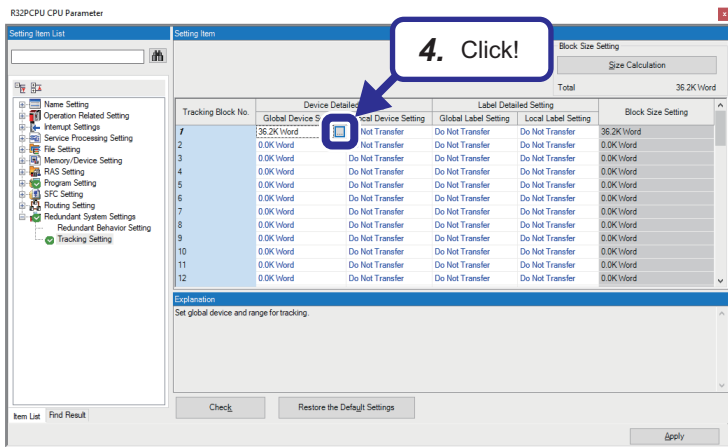 R32PCPU CPU Parameter
x
Setting Item List
Setting Item
4. Click!
Block Size Setting
Size Calculation
Total 36.2K Word
Name Setting
Operation Related Setting
Interrupt Settings
Service Processing Setting
File Setting
Memory/Device Setting
RAS Setting
Program Setting
SFC Setting
Routing Setting
Redundant System Settings
Redundant Behavior Setting
Tracking Setting
Tracking Block No. Device Detailed Label Detailed Setting Block Size Setting
Global Device S ocal Device Setting Global Label Setting Local Label Setting
1 36.2K Word ... Not Transfer Do Not Transfer Do Not Transfer 36.2K Word
2 0.0K Word Do Not Transfer Do Not Transfer Do Not Transfer 0.0K Word
3 0.0K Word Do Not Transfer Do Not Transfer Do Not Transfer 0.0K Word
4 0.0K Word Do Not Transfer Do Not Transfer Do Not Transfer 0.0K Word
5 0.0K Word Do Not Transfer Do Not Transfer Do Not Transfer 0.0K Word
6 0.0K Word Do Not Transfer Do Not Transfer Do Not Transfer 0.0K Word
7 0.0K Word Do Not Transfer Do Not Transfer Do Not Transfer 0.0K Word
8 0.0K Word Do Not Transfer Do Not Transfer Do Not Transfer 0.0K Word
9 0.0K Word Do Not Transfer Do Not Transfer Do Not Transfer 0.0K Word
10 0.0K Word Do Not Transfer Do Not Transfer Do Not Transfer 0.0K Word
11 0.0K Word Do Not Transfer Do Not Transfer Do Not Transfer 0.0K Word
12 0.0K Word Do Not Transfer Do Not Transfer Do Not Transfer 0.0K Word
Explanation
Set global device and range for tracking.
Check Restore the Default Settings
Item List Find Result
Apply